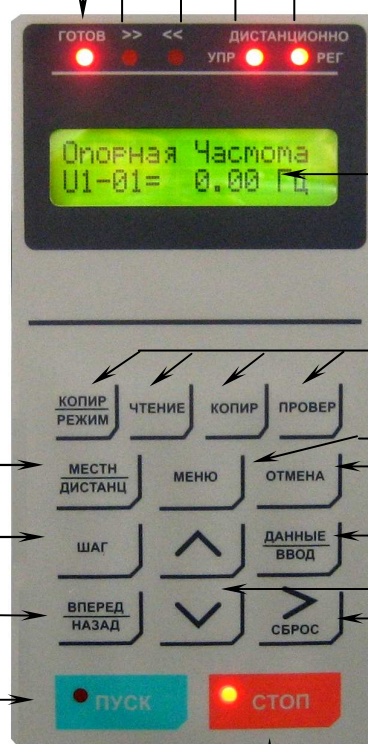 ГОТОВ >> << ДИСТАНЦИОННО
УПР РЕГ
Опорная Частота
U1-01= 0.00 Гц
КОПИР
РЕЖИМ
ЧТЕНИЕ
КОПИР
ПРОВЕР
МЕСТН
ДИСТАНЦ
МЕНЮ
ОТМЕНА
ШАГ
ДАННЫЕ
ВВОД
ВПЕРЕД
НАЗАД
>
СБРОС
ПУСК
СТОП